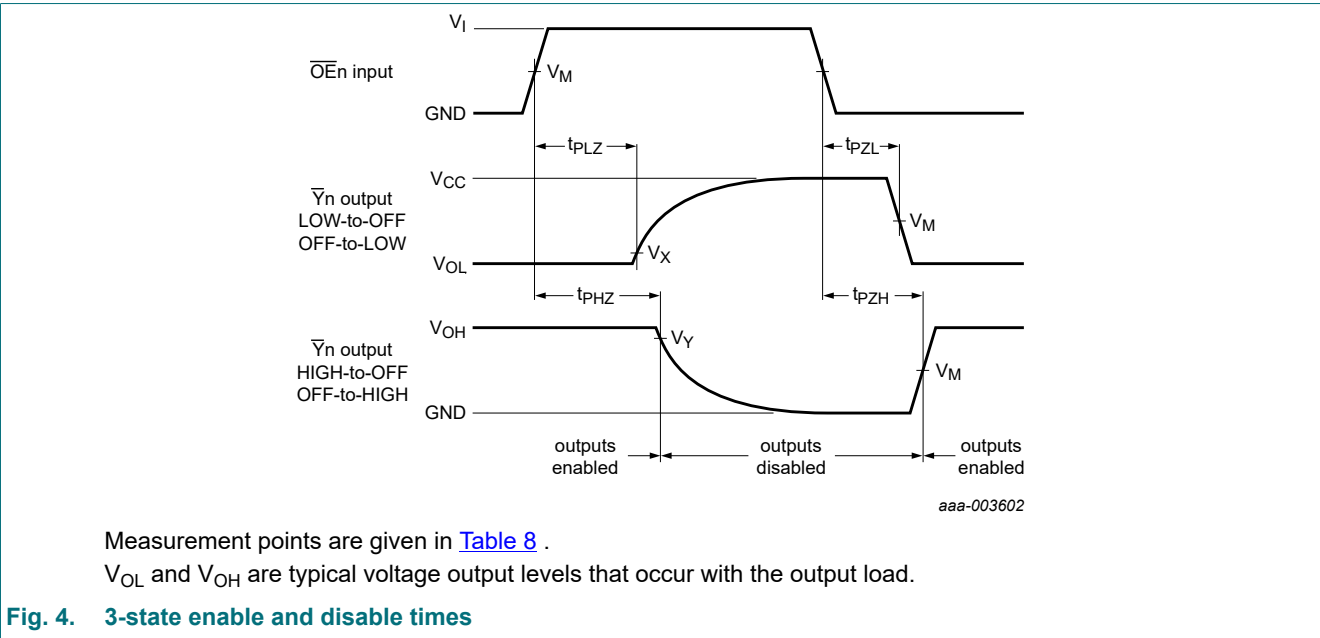 V_I
O̅E̅n input
V_M
GND
t_PLZ
t_PZL
V_CC
Y̅n output
LOW-to-OFF
OFF-to-LOW
V_M
V_X
V_OL
t_PHZ
t_PZH
V_OH
V_Y
Y̅n output
HIGH-to-OFF
OFF-to-HIGH
V_M
GND
outputs
enabled
outputs
disabled
outputs
enabled
aaa-003602
Measurement points are given in Table 8 .
V_OL and V_OH are typical voltage output levels that occur with the output load.
Fig. 4. 3-state enable and disable times